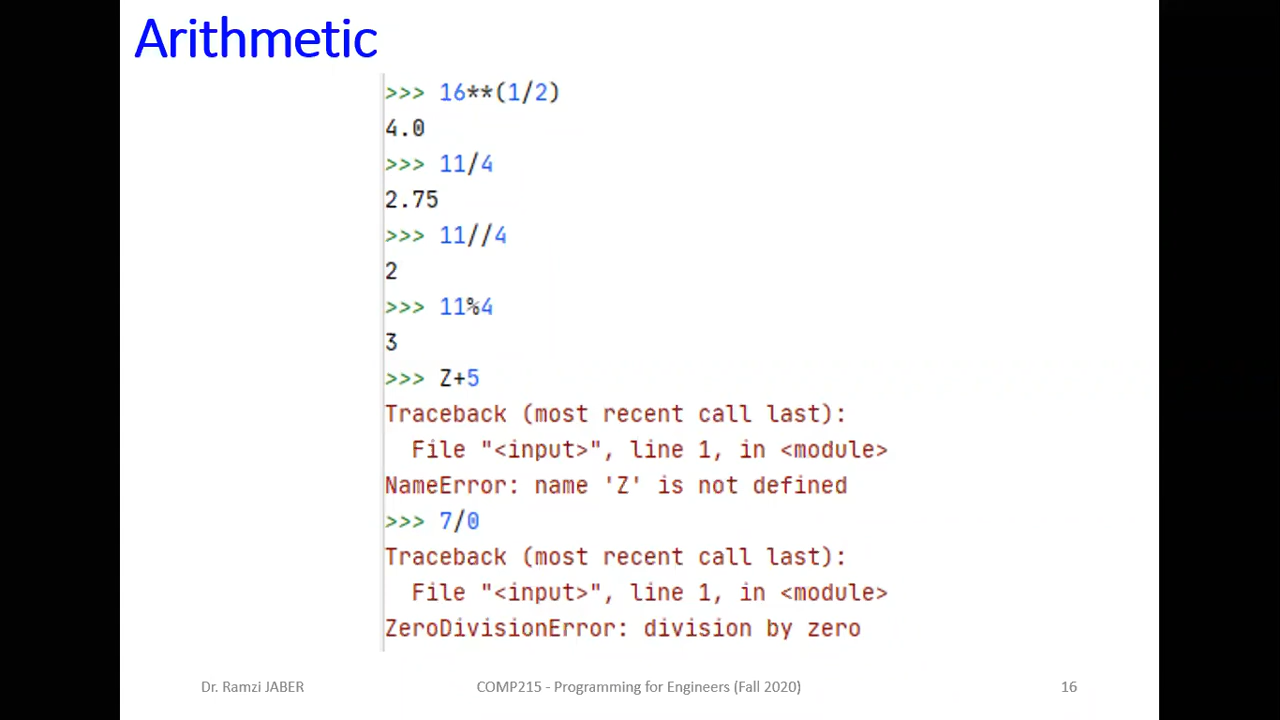 Arithmetic
>>> 16**(1/2)
4.0
>>> 11/4
2.75
>>> 11//4
2
>>> 11%4
3
>>> Z+5
Traceback (most recent call last):
  File "<input>", line 1, in <module>
NameError: name 'Z' is not defined
>>> 7/0
Traceback (most recent call last):
  File "<input>", line 1, in <module>
ZeroDivisionError: division by zero
Dr. Ramzi JABER
COMP215 - Programming for Engineers (Fall 2020)
16